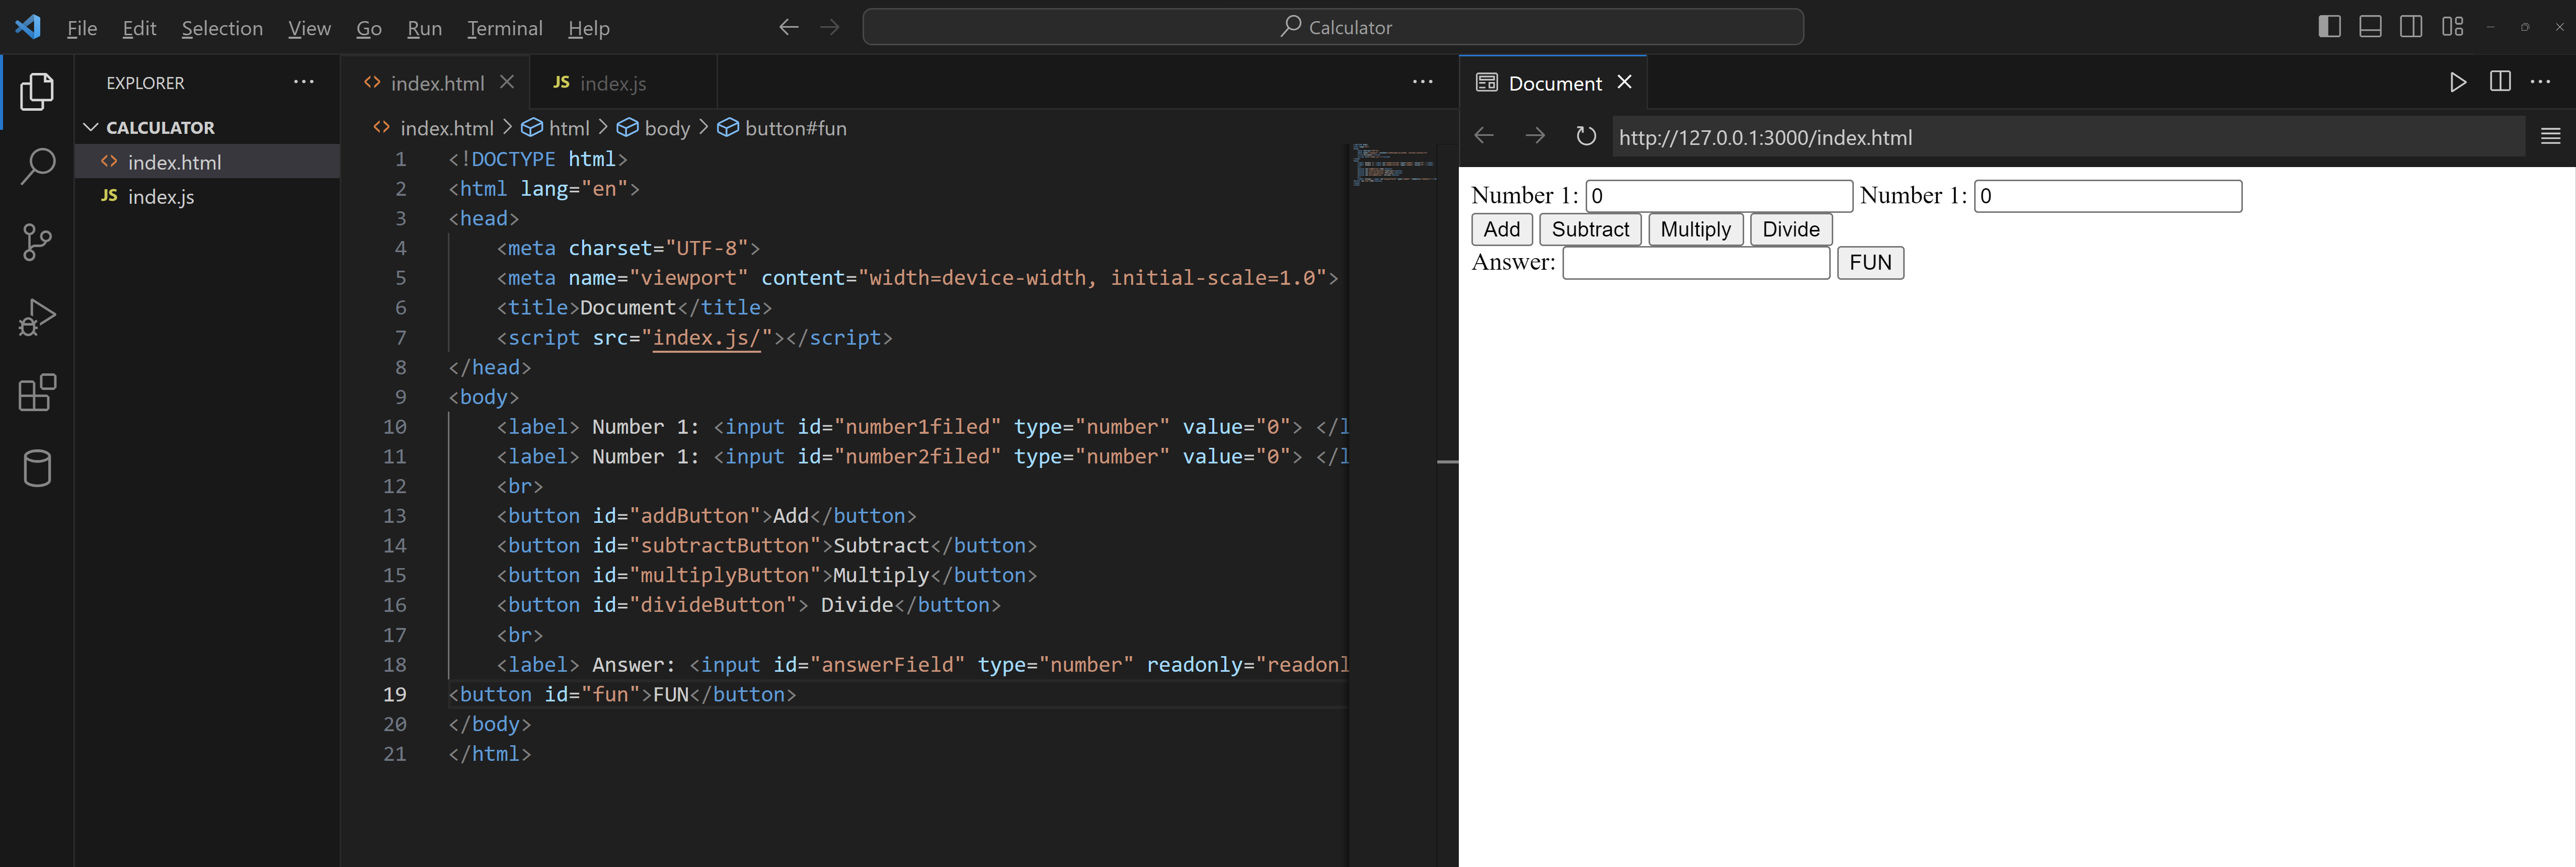 File Edit Selection View Go Run Terminal Help Calculator
EXPLORER
CALCULATOR
index.html
JS index.js
index.html JS index.js
index.html html body button#fun
1 <!DOCTYPE html>
2 <html lang="en">
3 <head>
4 <meta charset="UTF-8">
5 <meta name="viewport" content="width=device-width, initial-scale=1.0">
6 <title>Document</title>
7 <script src="index.js/"></script>
8 </head>
9 <body>
10 <label> Number 1: <input id="number1filed" type="number" value="0"> </l
11 <label> Number 1: <input id="number2filed" type="number" value="0"> </l
12 <br>
13 <button id="addButton">Add</button>
14 <button id="subtractButton">Subtract</button>
15 <button id="multiplyButton">Multiply</button>
16 <button id="divideButton"> Divide</button>
17 <br>
18 <label> Answer: <input id="answerField" type="number" readonly="readonl
19 <button id="fun">FUN</button>
20 </body>
21 </html>
Document
http://127.0.0.1:3000/index.html
Number 1: 0 Number 1: 0
Add Subtract Multiply Divide
Answer: FUN